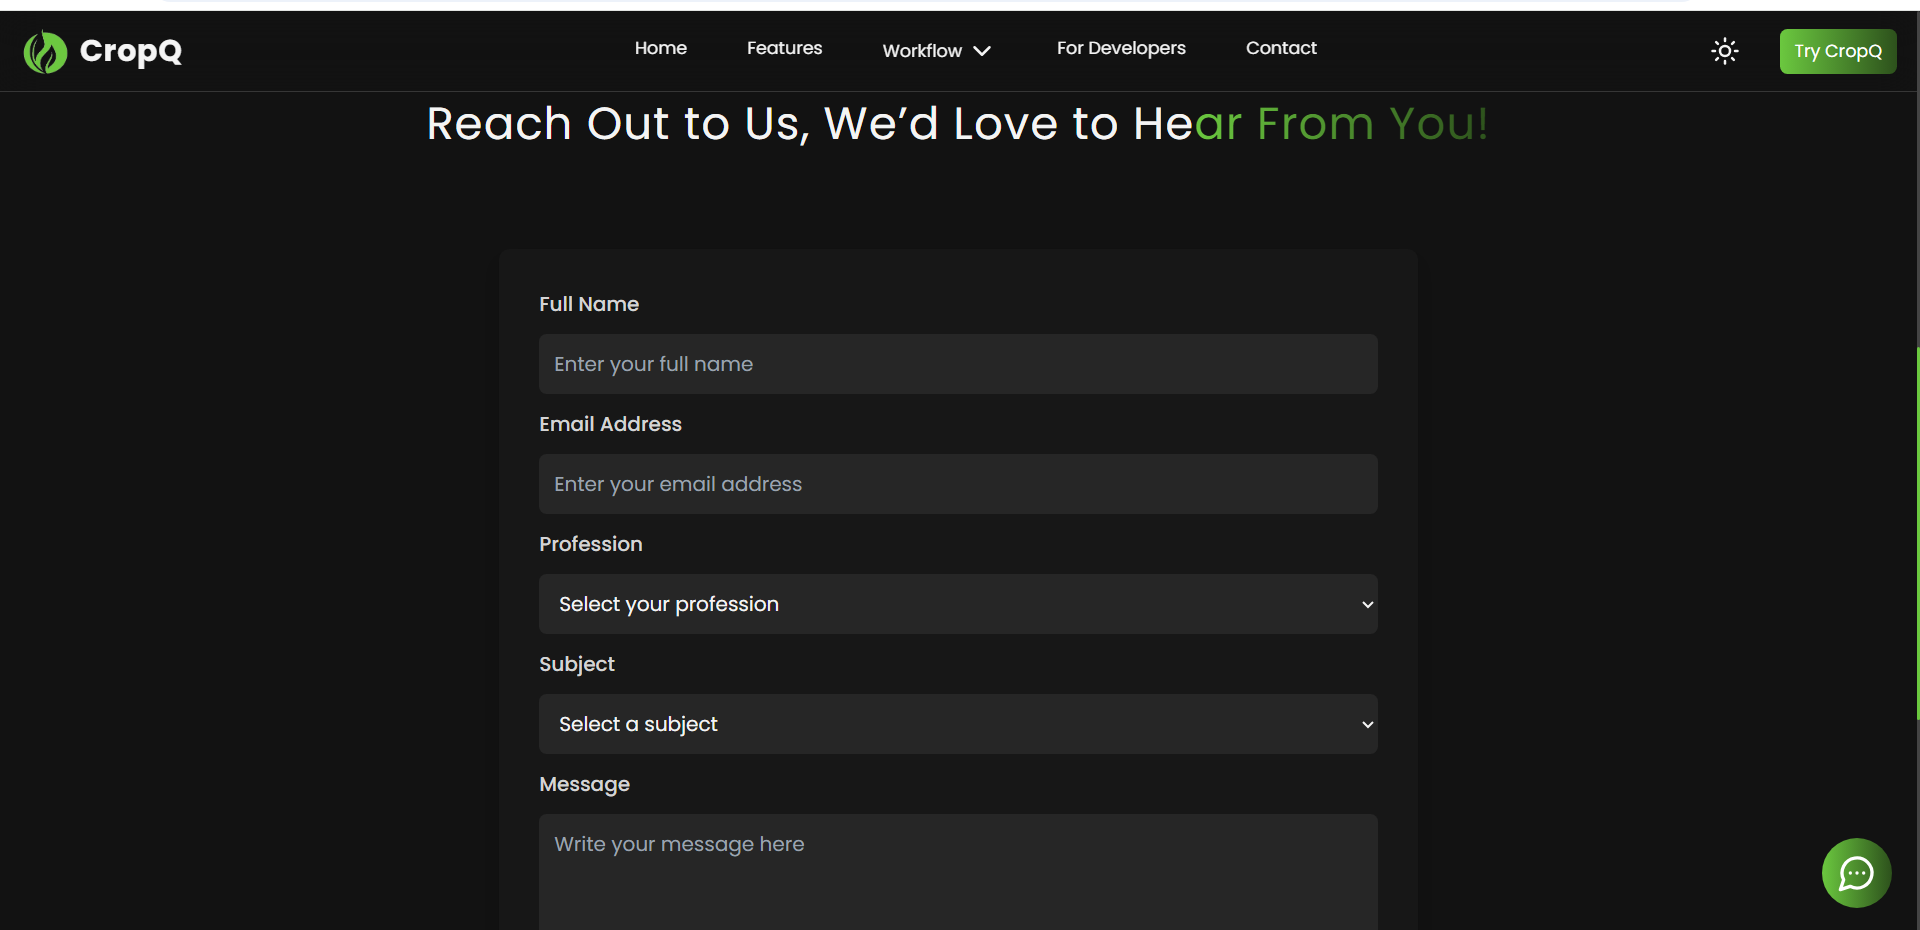 CropQ
Home
Features
Workflow
For Developers
Contact
Try CropQ
Reach Out to Us, We’d Love to Hear From You!
Full Name
Enter your full name
Email Address
Enter your email address
Profession
Select your profession
Subject
Select a subject
Message
Write your message here